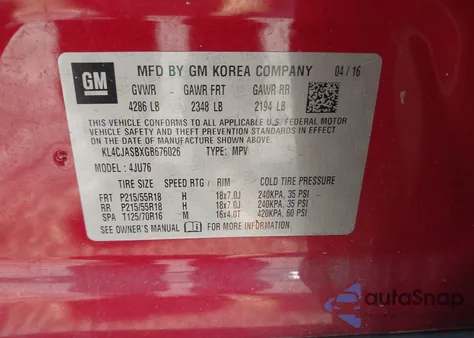 GM
MFD BY GM KOREA COMPANY 04/16
GVWR GAWR FRT GAWR RR
4286 LB 2348 LB 2194 LB
THIS VEHICLE CONFORMS TO ALL APPLICABLE U.S. FEDERAL MOTOR
VEHICLE SAFETY, BUMPER, AND THEFT PREVENTION STANDARDS
IN EFFECT ON THE DATE OF MANUFACTURE SHOWN ABOVE.
KL4CJASBXGB676026 TYPE: MPV
MODEL: 4JU76
TIRE SIZE SPEED RTG / RIM COLD TIRE PRESSURE
FRT P215/55R18 H 18x7.0J 240KPA, 35 PSI
RR P215/55R18 H 18x7.0J 240KPA, 35 PSI
SPA T125/70R16 M 16x4.0T 420KPA, 60 PSI
SEE OWNER'S MANUAL FOR MORE INFORMATION.
autoSnap